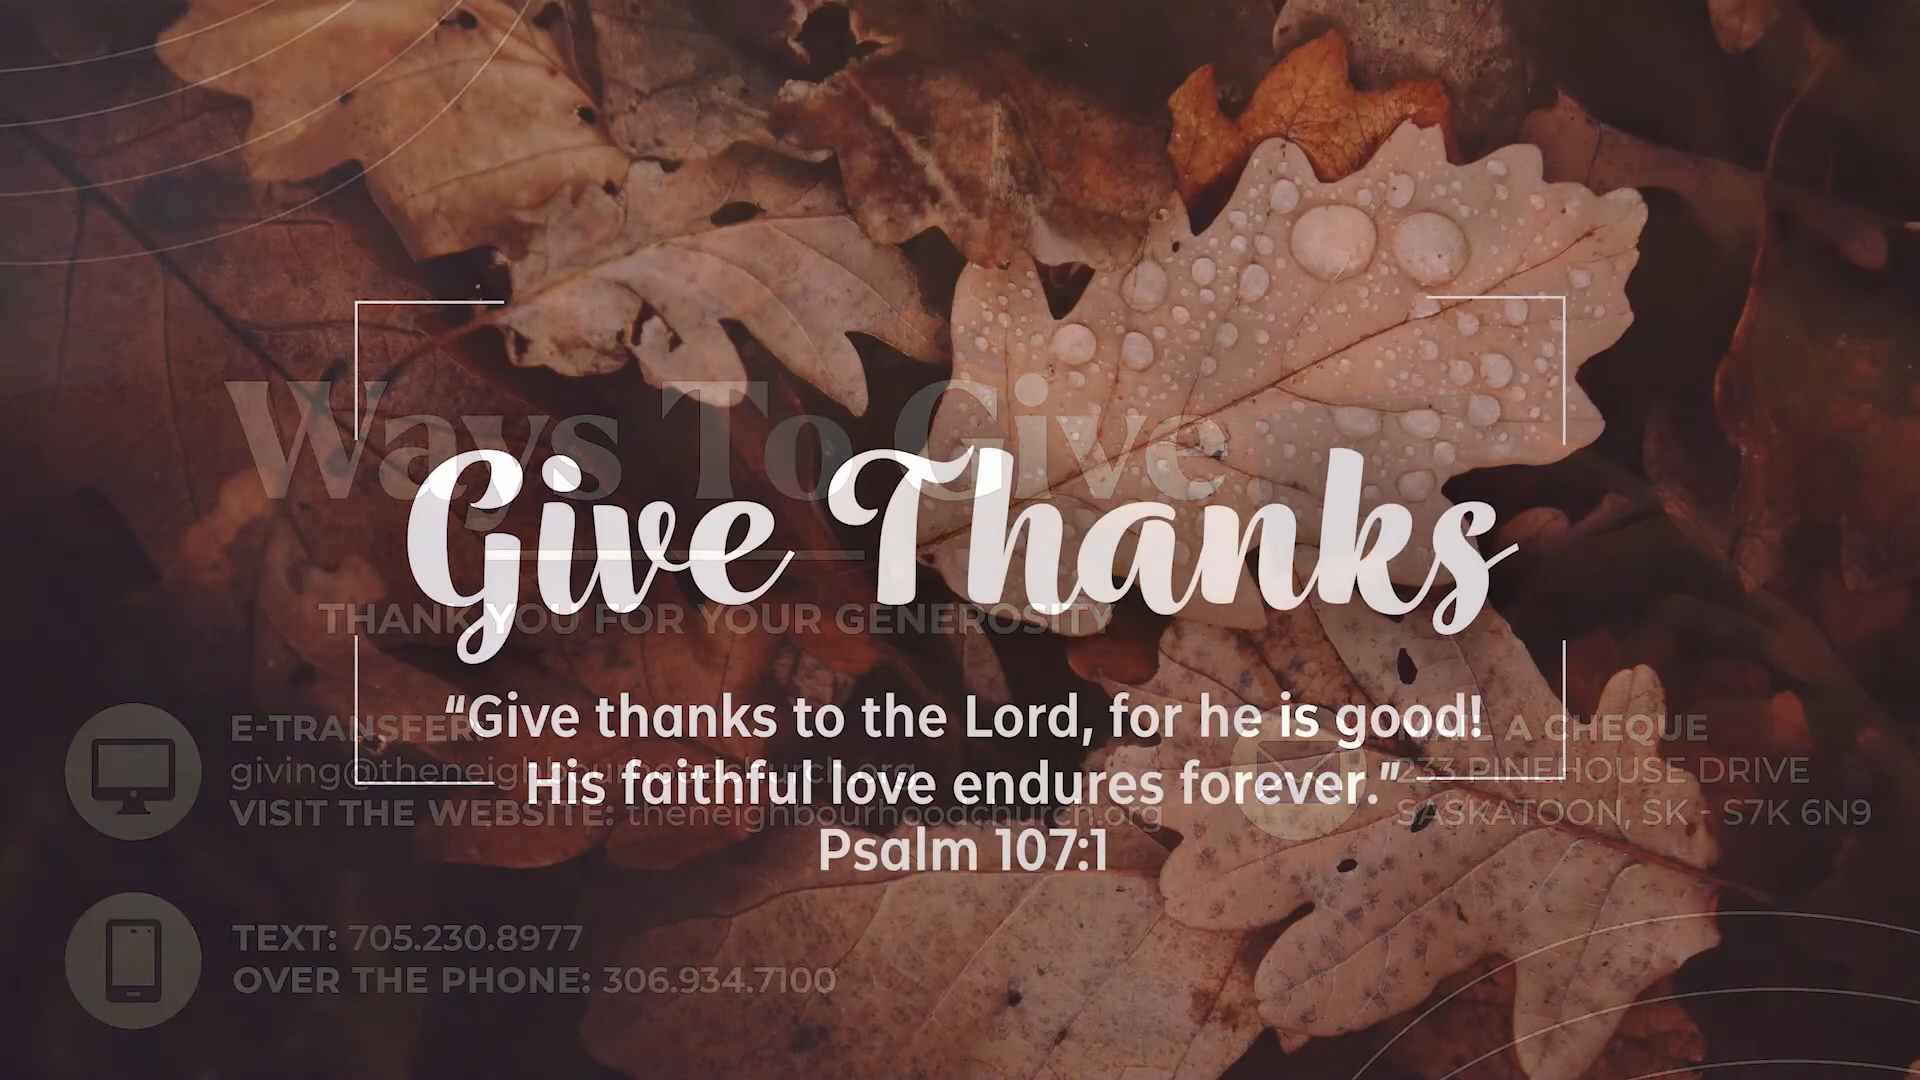 Ways To Give
Give Thanks
THANK YOU FOR YOUR GENEROSITY
"Give thanks to the Lord, for he is good!
His faithful love endures forever."
Psalm 107:1
E-TRANSFER:
giving@theneighbourhoodchurch.org
VISIT THE WEBSITE: theneighbourhoodchurch.org
A CHEQUE
233 PINEHOUSE DRIVE
SASKATOON, SK - S7K 6N9
TEXT: 705.230.8977
OVER THE PHONE: 306.934.7100